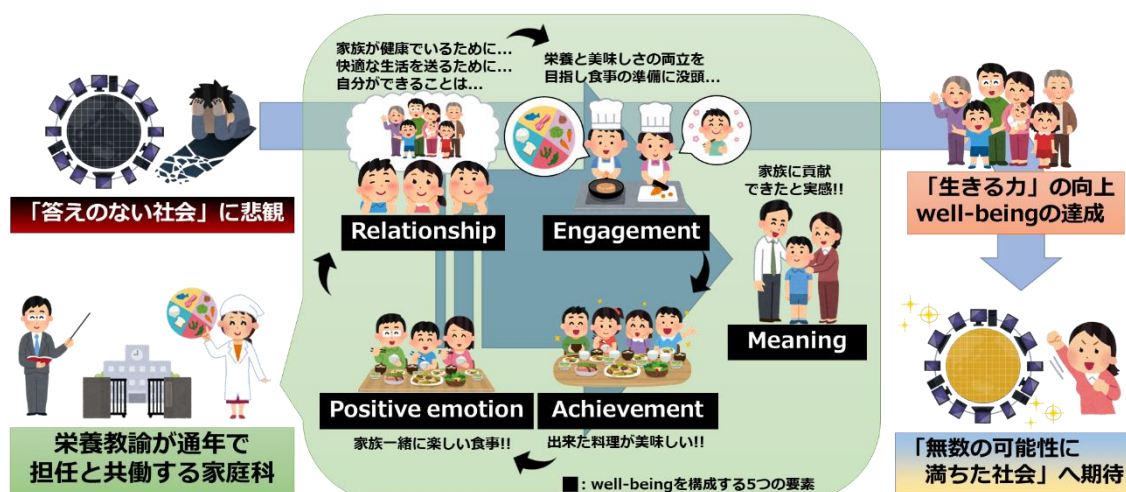 家族が健康でいるために...
快適な生活を送るために...
自分ができることは...
栄養と美味しさの両立を
目指し食事の準備に没頭...
「答えのない社会」に悲観
Relationship
Engagement
家族に貢献
できたと実感!!
「生きる力」の向上
well-beingの達成
Meaning
Positive emotion
家族一緒に楽しい食事!!
Achievement
出来た料理が美味しい!!
栄養教諭が通年で
担任と共働する家庭科
■：well-beingを構成する5つの要素
「無数の可能性に
満ちた社会」へ期待